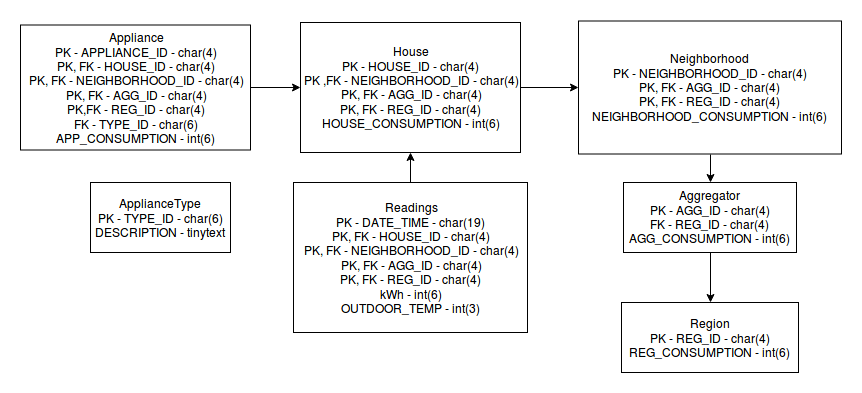 Appliance
PK - APPLIANCE_ID - char(4)
PK, FK - HOUSE_ID - char(4)
PK, FK - NEIGHBORHOOD_ID - char(4)
PK, FK - AGG_ID - char(4)
PK,FK - REG_ID - char(4)
FK - TYPE_ID - char(6)
APP_CONSUMPTION - int(6)
House
PK - HOUSE_ID - char(4)
PK ,FK - NEIGHBORHOOD_ID - char(4)
PK, FK - AGG_ID - char(4)
PK, FK - REG_ID - char(4)
HOUSE_CONSUMPTION - int(6)
Neighborhood
PK - NEIGHBORHOOD_ID - char(4)
PK, FK - AGG_ID - char(4)
PK, FK - REG_ID - char(4)
NEIGHBORHOOD_CONSUMPTION - int(6)
ApplianceType
PK - TYPE_ID - char(6)
DESCRIPTION - tinytext
Readings
PK - DATE_TIME - char(19)
PK, FK - HOUSE_ID - char(4)
PK, FK - NEIGHBORHOOD_ID - char(4)
PK, FK - AGG_ID - char(4)
PK, FK - REG_ID - char(4)
kWh - int(6)
OUTDOOR_TEMP - int(3)
Aggregator
PK - AGG_ID - char(4)
FK - REG_ID - char(4)
AGG_CONSUMPTION - int(6)
Region
PK - REG_ID - char(4)
REG_CONSUMPTION - int(6)